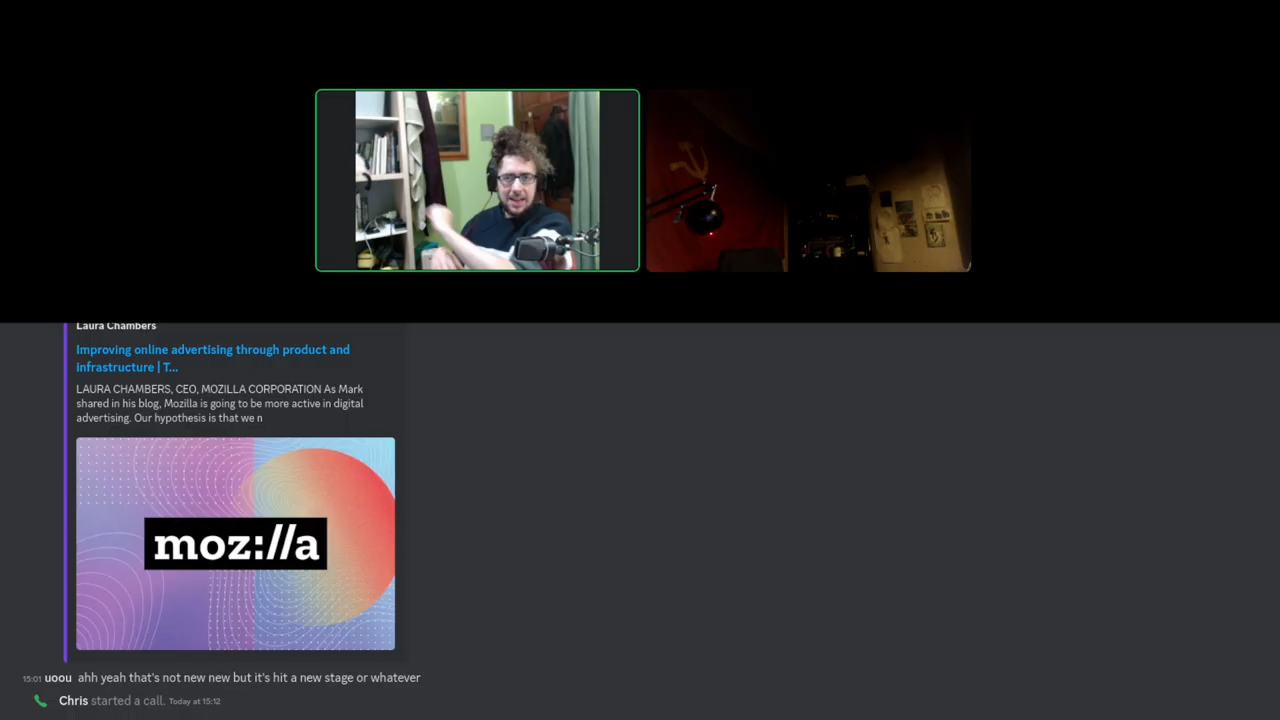 Laura Chambers
Improving online advertising through product and
infrastructure | T...
LAURA CHAMBERS, CEO, MOZILLA CORPORATION As Mark
shared in his blog, Mozilla is going to be more active in digital
advertising. Our hypothesis is that we n
moz://a
15:01 uoou ahh yeah that's not new new but it's hit a new stage or whatever
Chris started a call. Today at 15:12